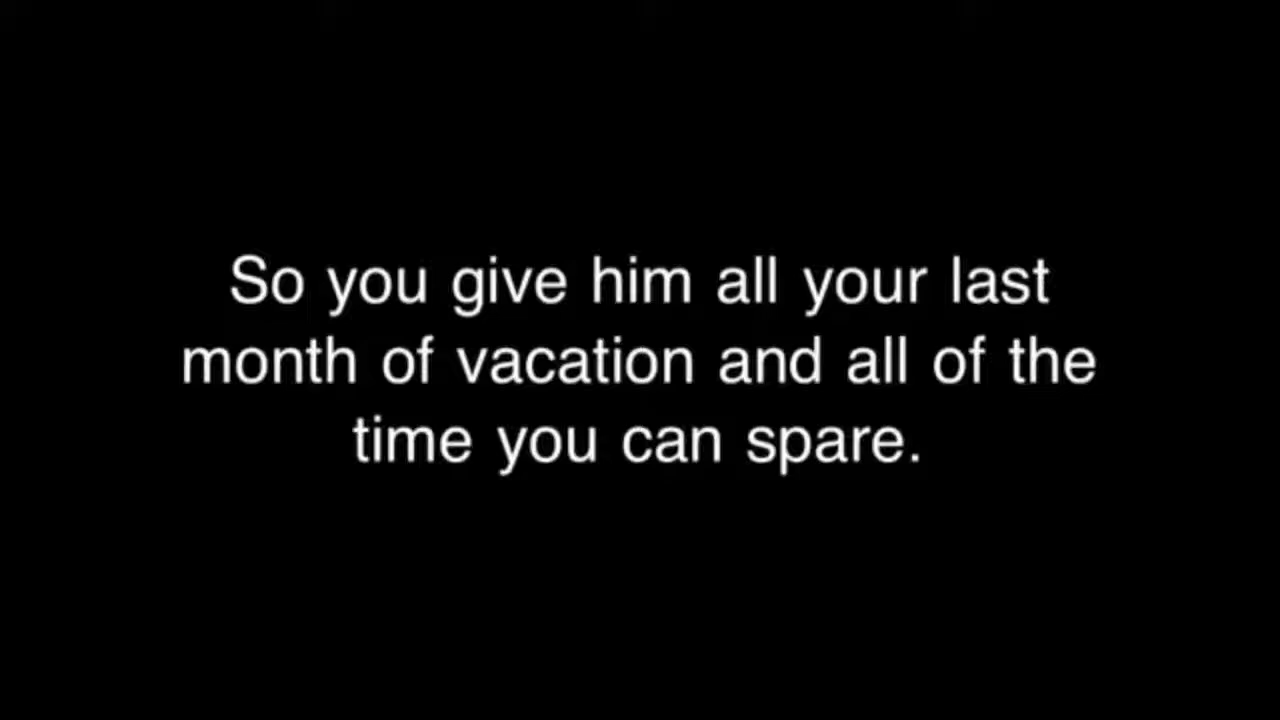 So you give him all your last
month of vacation and all of the
time you can spare.